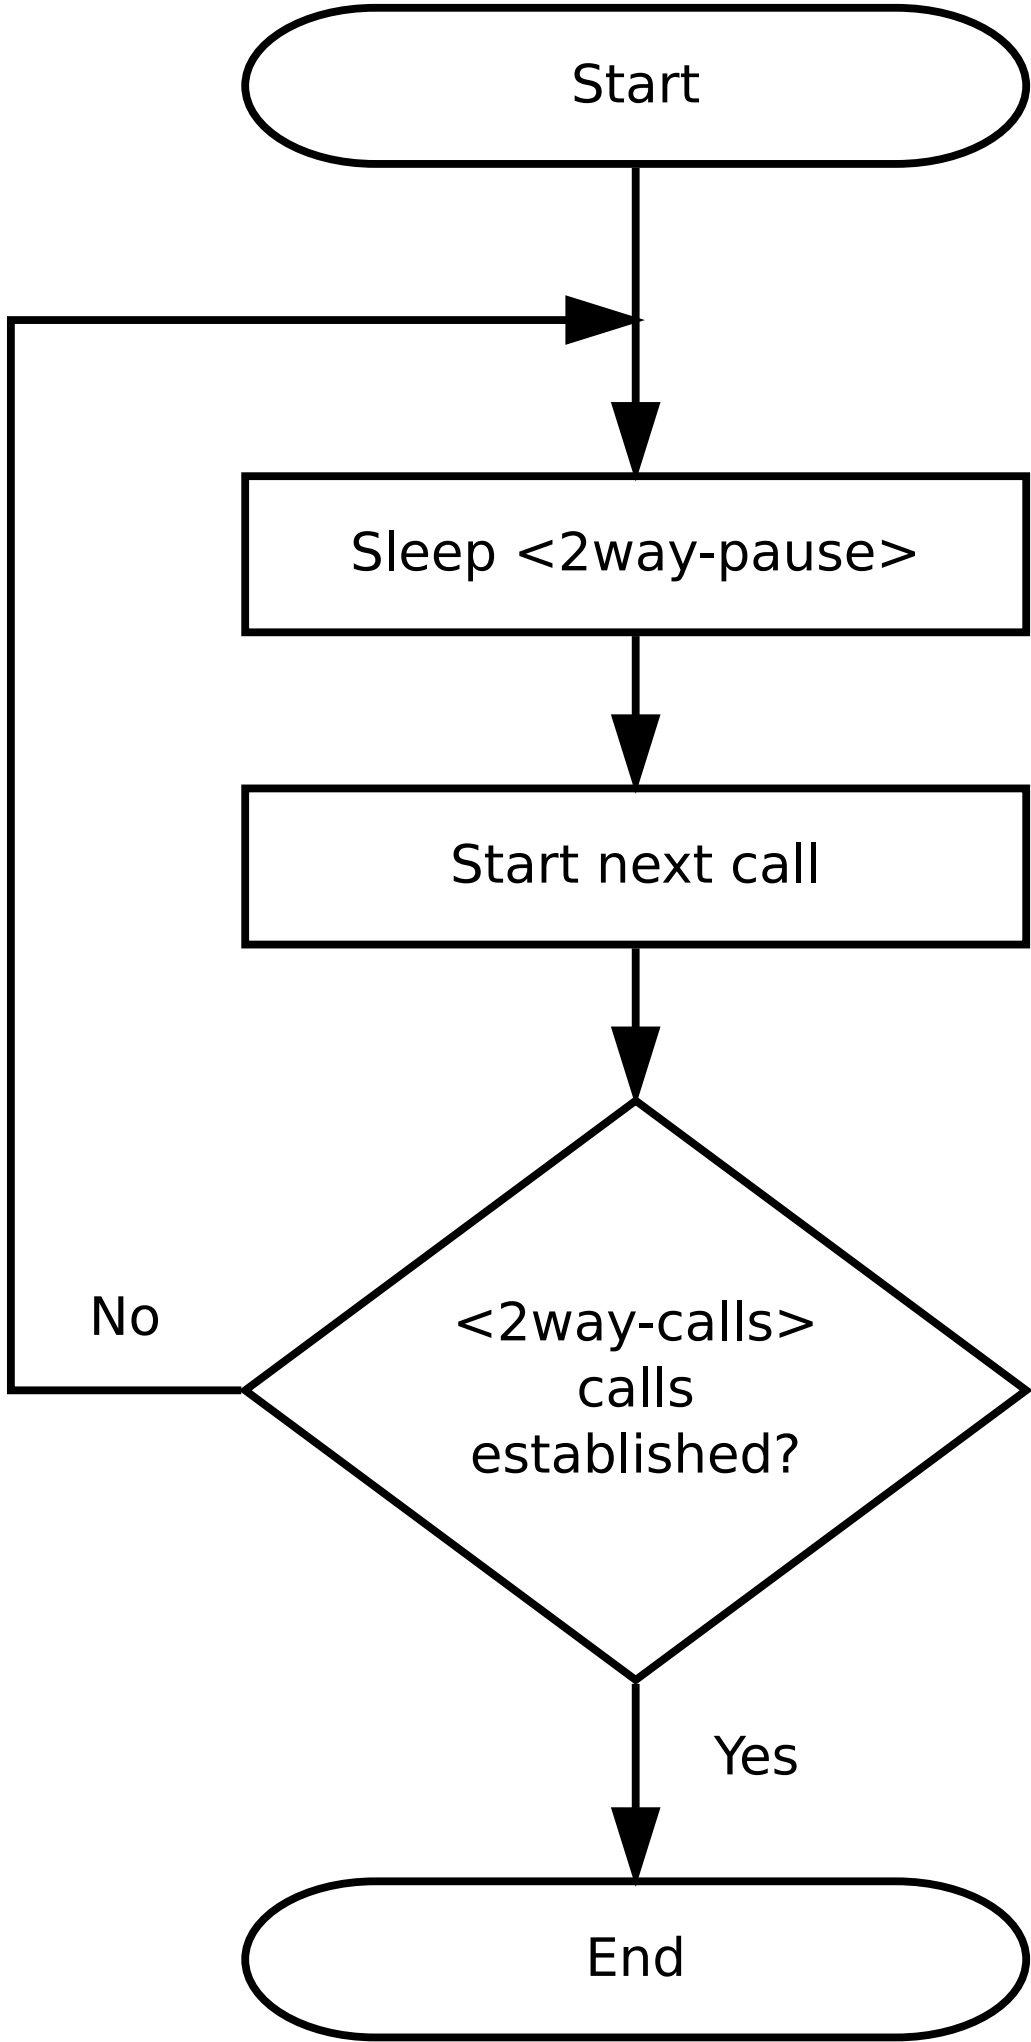 Start
Sleep <2way-pause>
Start next call
<2way-calls>
calls
established?
No
Yes
End